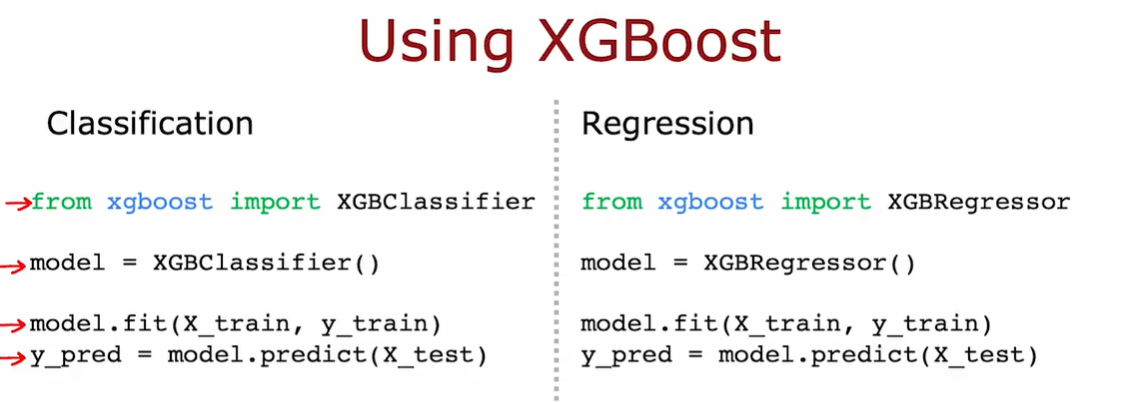 Using XGBoost
Classification
from xgboost import XGBClassifier
model = XGBClassifier()
model.fit(X_train, y_train)
y_pred = model.predict(X_test)
Regression
from xgboost import XGBRegressor
model = XGBRegressor()
model.fit(X_train, y_train)
y_pred = model.predict(X_test)